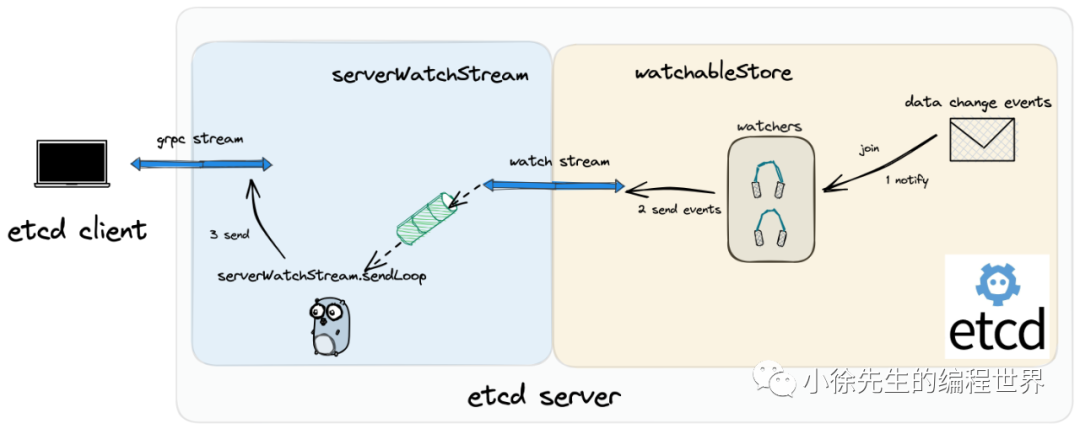 serverWatchStream
watchableStore
data change events
watchers
grpc stream
join
watch stream
1 notify
2 send events
etcd client
3 send
serverWatchStream.sendLoop
etcd
小徐先生的编程世界
etcd server